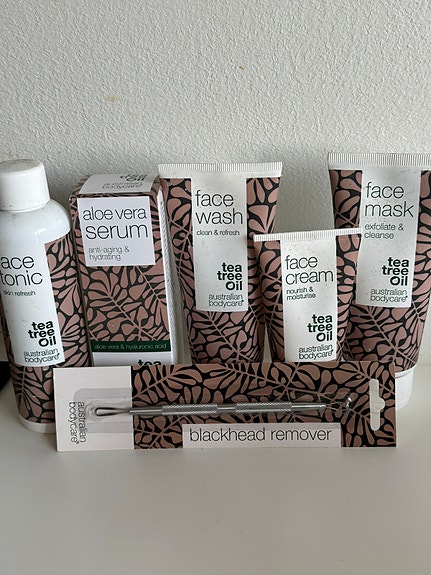 ace
tonic
skin refresh
tea
tree
oil
australian
bodycare
aloe vera
serum
anti-aging &
hydrating
aloe vera & hyaluronic acid
tea
face
wash
clean & refresh
tea
tree
oil
australian
bodycare
face
cream
nourish &
moisturise
tea
tree
oil
australian
bodycare
face
mask
exfoliate &
cleanse
tea
tree
oil
australian
bodycare
australian
bodycare
blackhead remover